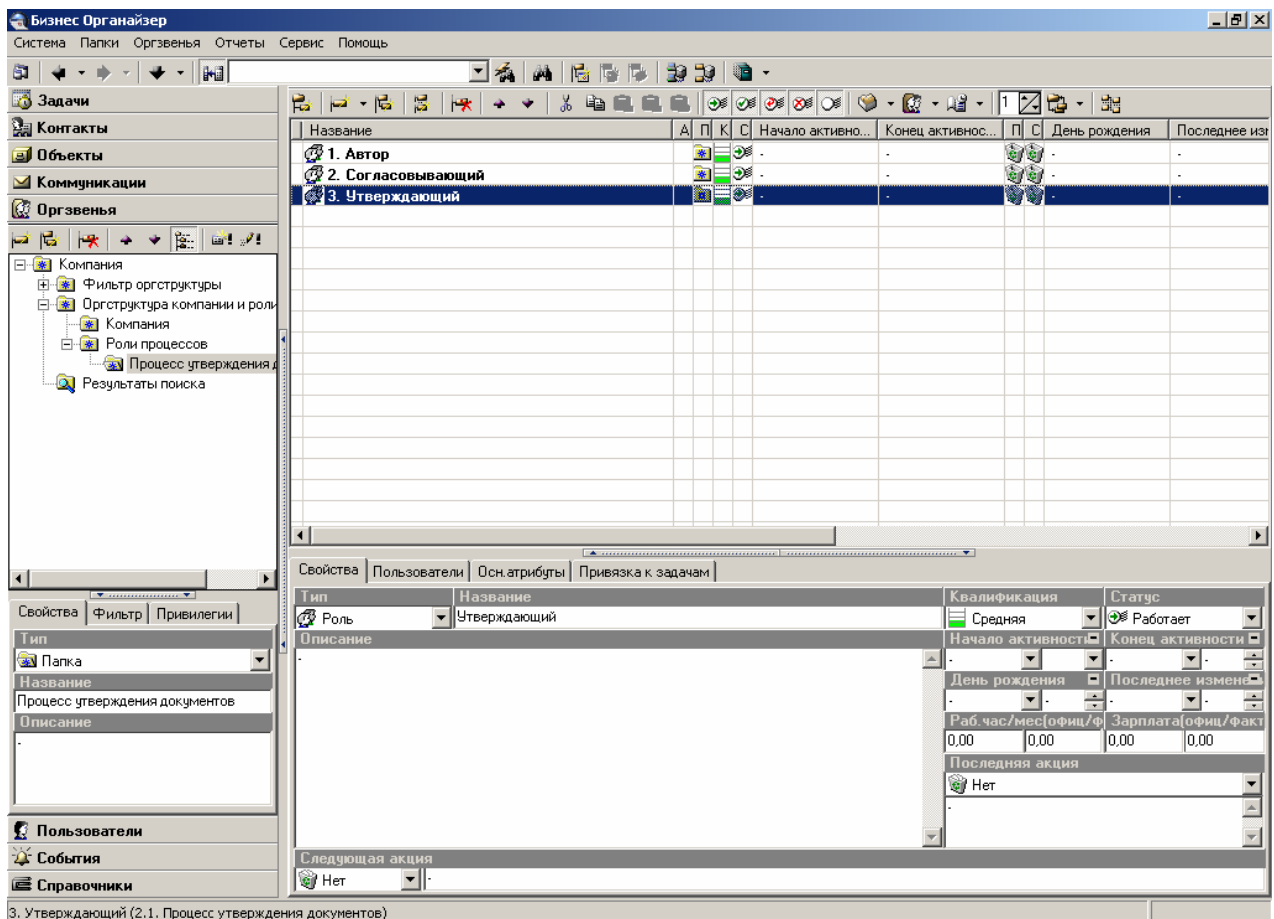 Бизнес Органайзер
Система Папки Оргзвенья Отчеты Сервис Помощь
Задачи
Контакты
Объекты
Коммуникации
Оргзвенья
Компания
Фильтр оргструктуры
Оргструктура компании и роли
Компания
Роли процессов
Процесс утверждения д
Результаты поиска
Свойства Фильтр Привилегии
Тип
Папка
Название
Процесс утверждения документов
Описание
-
Пользователи
События
Справочники
1
Название А П К С Начало активно... Конец активнос... П С День рождения Последнее изм
1. Автор - - - -
2. Согласовывающий - - - -
3. Утверждающий - - - -
Свойства Пользователи Осн.атрибуты Привязка к задачам
Тип Название Квалификация Статус
Роль Утверждающий Средняя Работает
Описание Начало активности Конец активности
- - - -
День рождения Последнее измене
- - - -
Раб.час/мес(офиц/ф Зарплата(офиц/факт
0,00 0,00 0,00 0,00
Последняя акция
Нет
-
Следующая акция
Нет -
3. Утверждающий (2.1. Процесс утверждения документов)